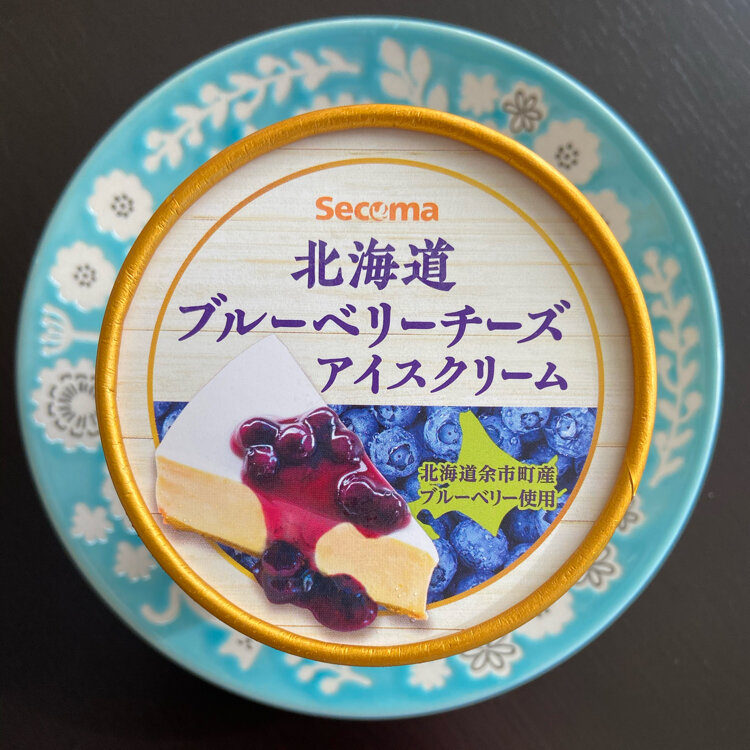 Secoma
北海道
ブルーベリーチーズ
アイスクリーム
北海道余市町産
ブルーベリー使用